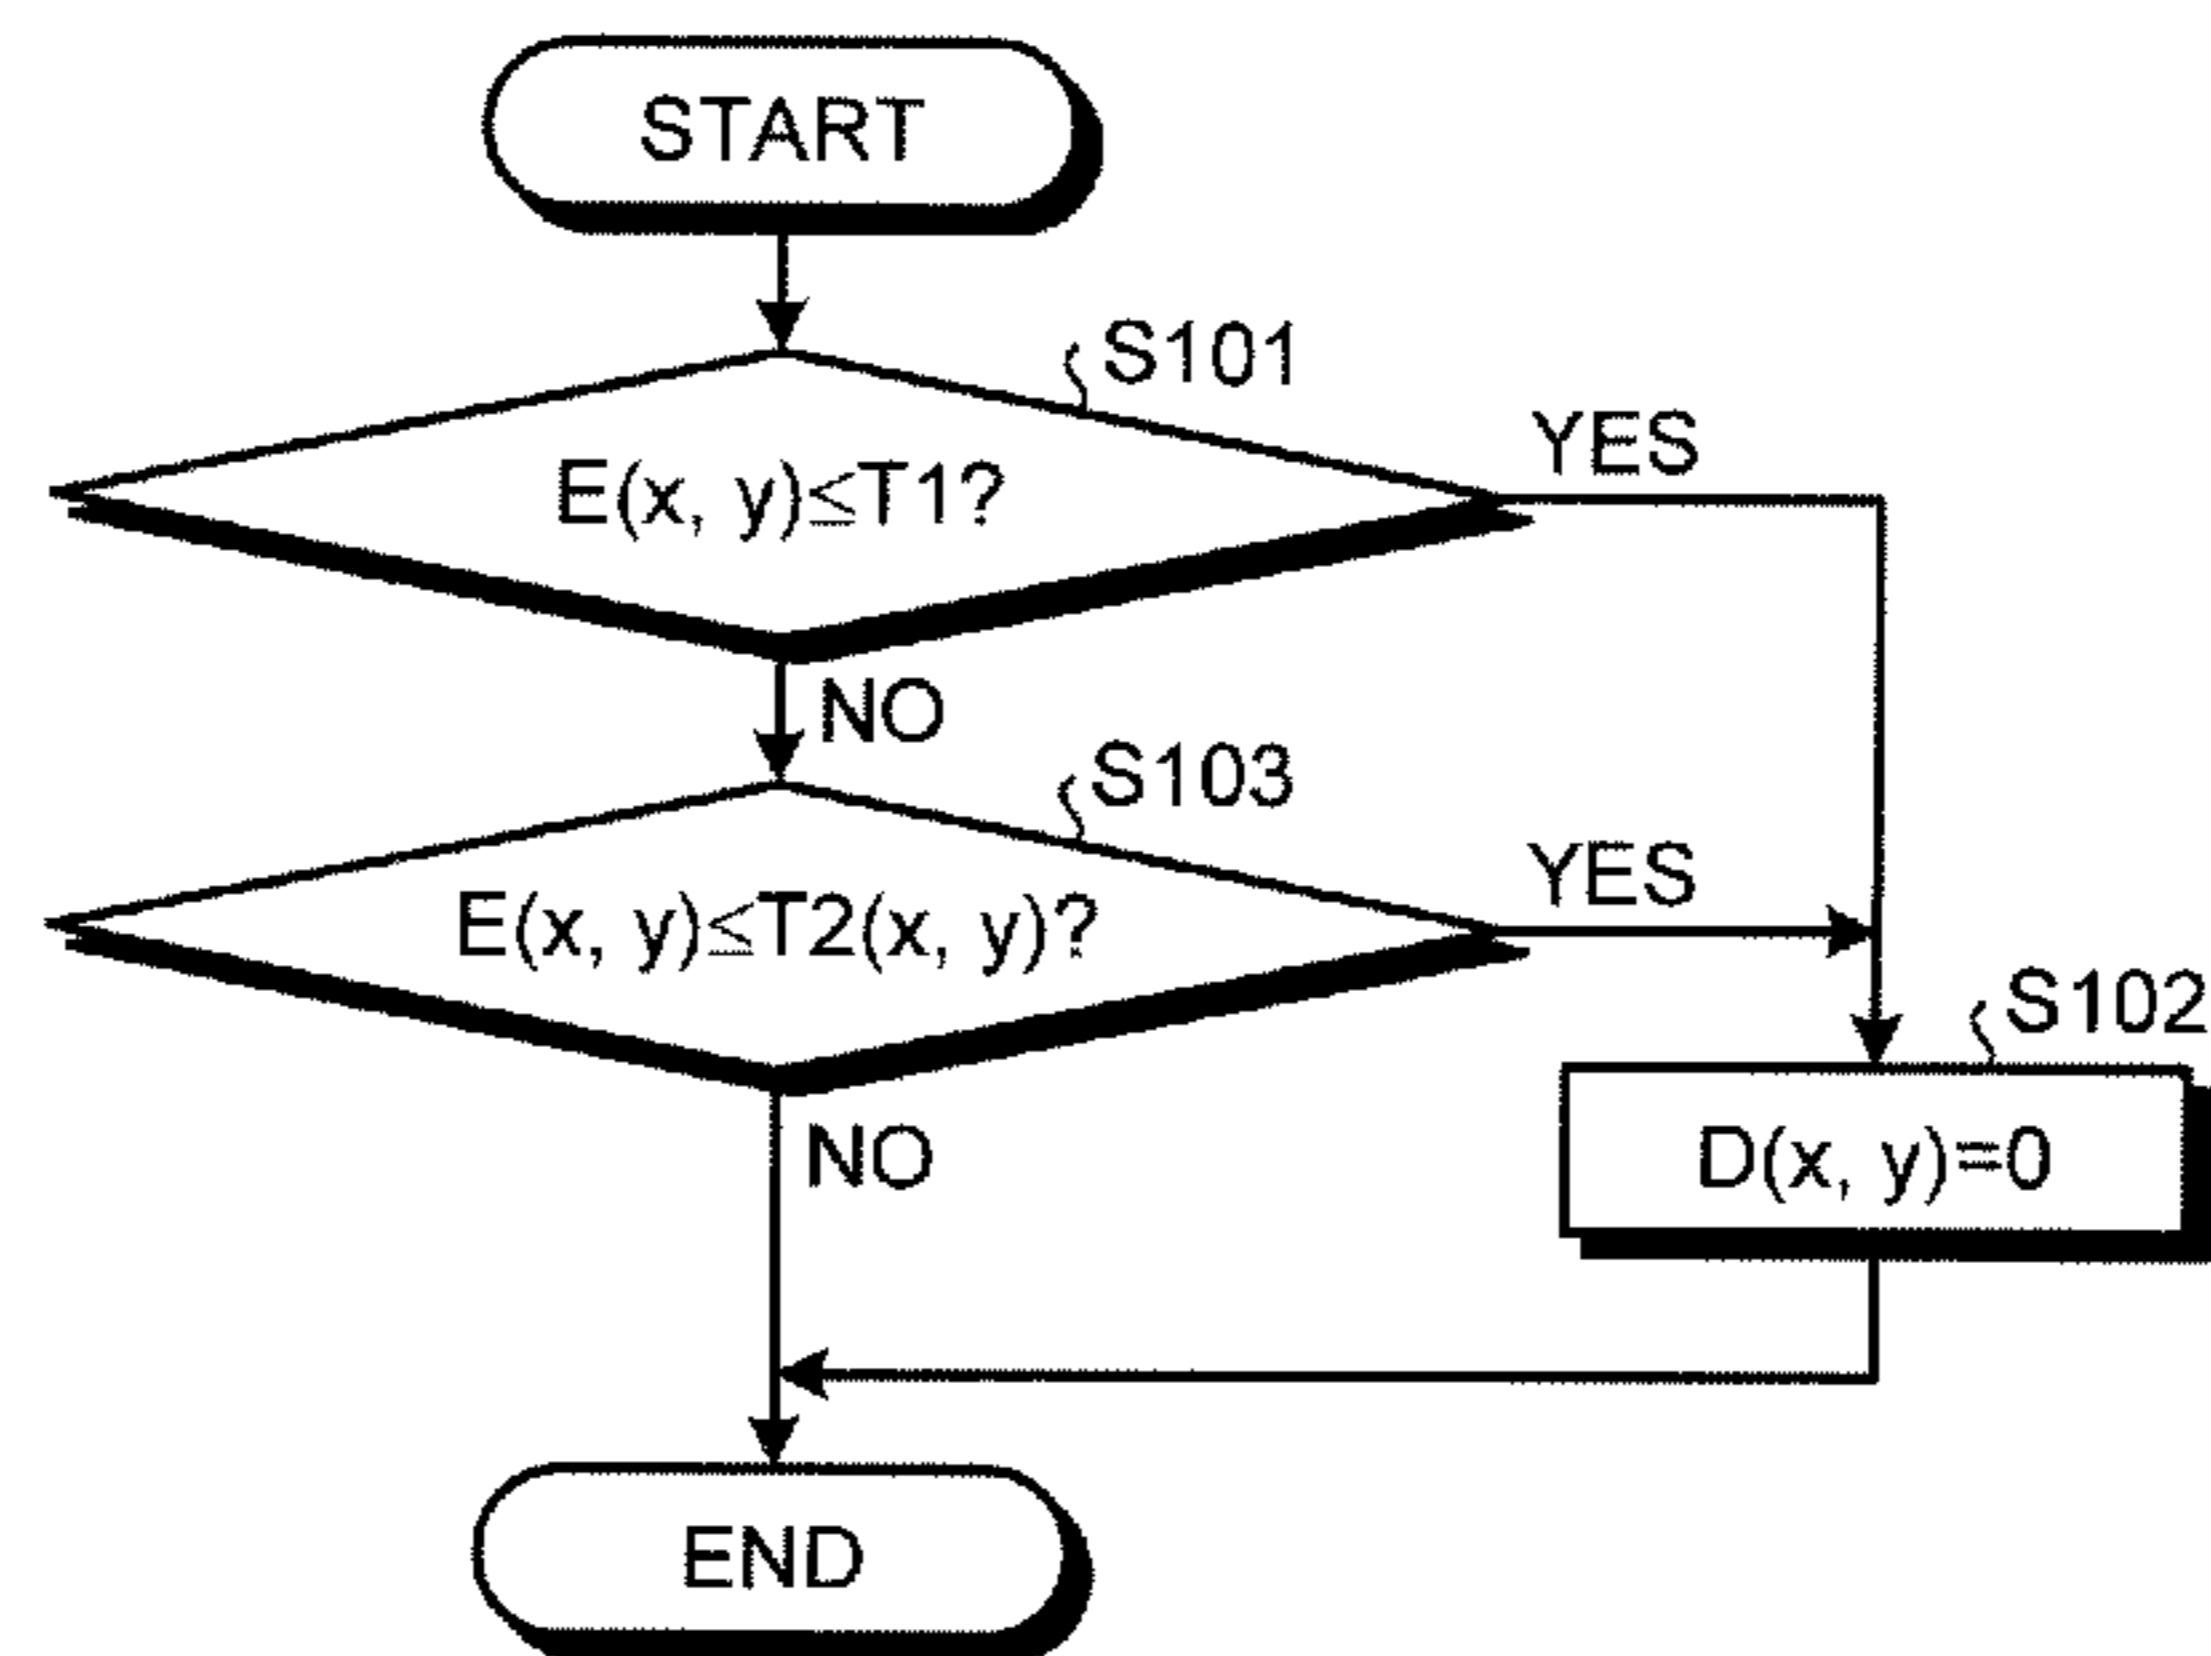 START
S101
E(x, y)≦T1?
YES
NO
S103
E(x, y)≦T2(x, y)?
YES
S102
D(x, y)=0
NO
END